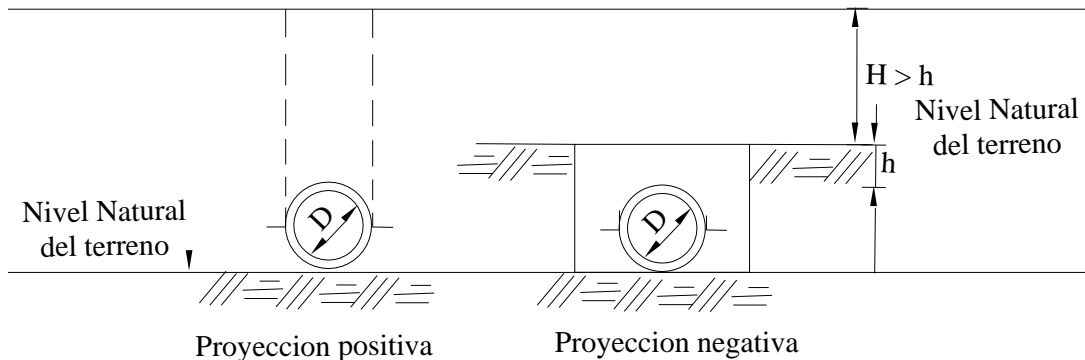 H > h
Nivel Natural
del terreno
h
Nivel Natural
del terreno
D
D
Proyeccion positiva
Proyeccion negativa